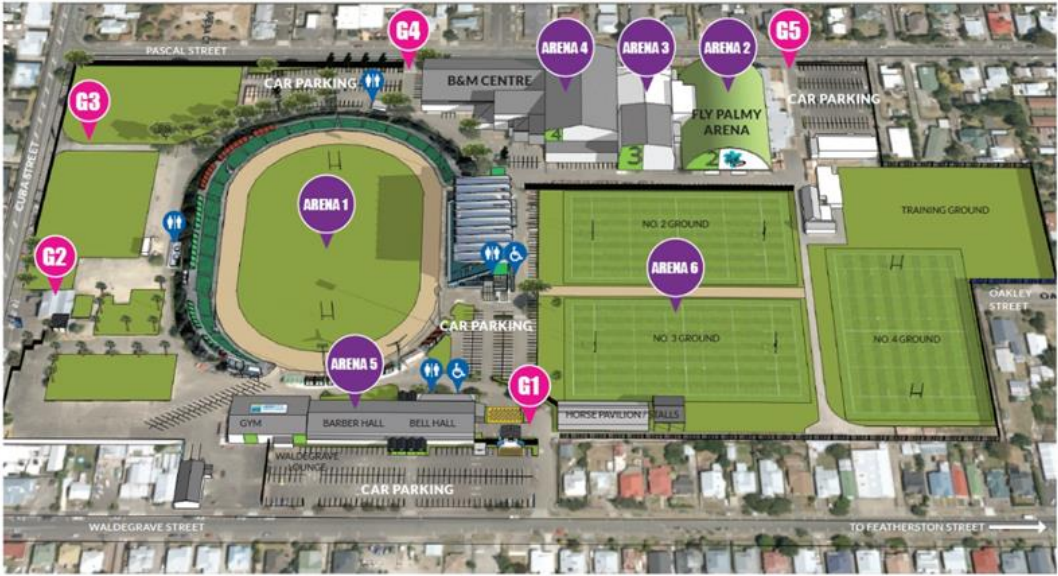 PASCAL STREET
G4
ARENA 4
ARENA 3
ARENA 2
G5
CAR PARKING
B&M CENTRE
G3
CAR PARKING
FLY PALMY
ARENA
4
3
2
CUBA STREET
ARENA 1
TRAINING GROUND
NO. 2 GROUND
G2
ARENA 6
OAKLEY
STREET
CAR PARKING
NO. 3 GROUND
NO. 4 GROUND
ARENA 5
G1
HORSE PAVILION / STALLS
GYM
BARBER HALL
BELL HALL
WALDEGRAVE
LOUNGE
CAR PARKING
WALDEGRAVE STREET
TO FEATHERSTON STREET